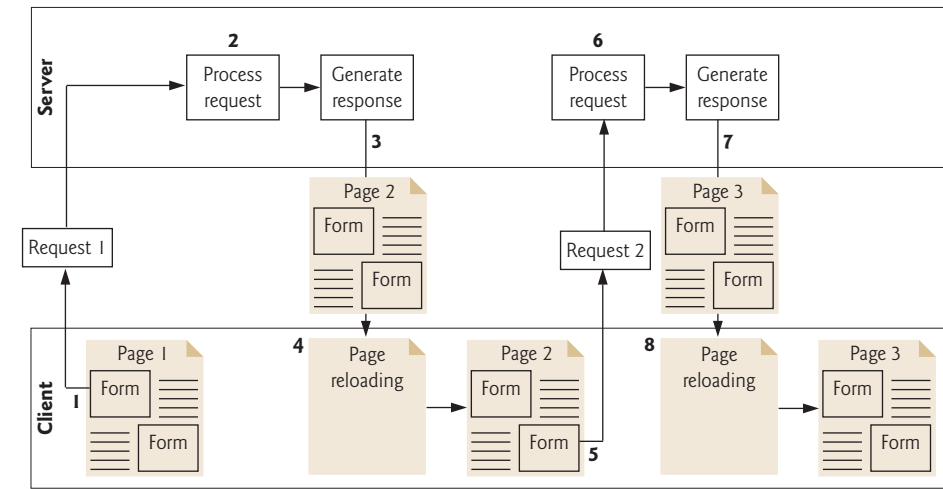 Server
2
Process
request
Generate
response
3
6
Process
request
Generate
response
7
Request 1
Page 2
Form
Form
Request 2
Page 3
Form
Form
Client
Page 1
Form
1
Form
4
Page
reloading
Page 2
Form
Form
5
8
Page
reloading
Page 3
Form
Form